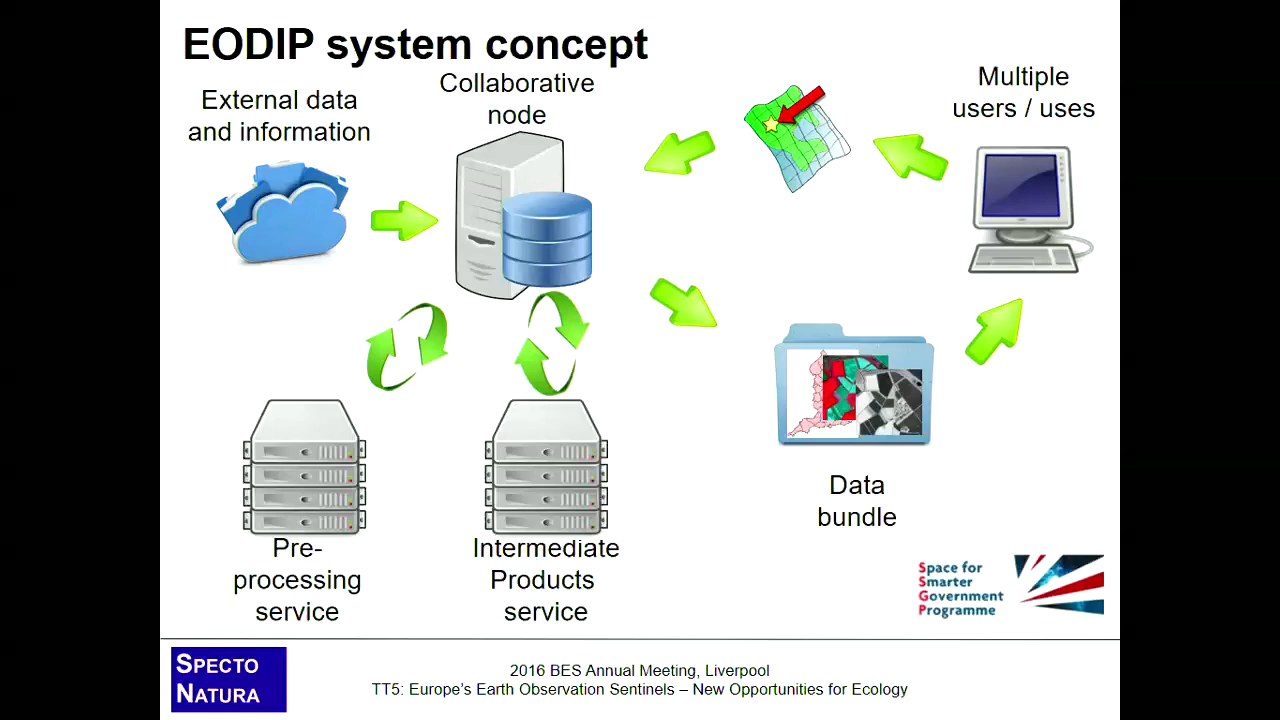 EODIP system concept
External data
and information
Collaborative
node
Multiple
users / uses
Data
bundle
Pre-
processing
service
Intermediate
Products
service
Space for
Smarter
Government
Programme
SPECTO
NATURA
2016 BES Annual Meeting, Liverpool
TT5: Europe's Earth Observation Sentinels – New Opportunities for Ecology